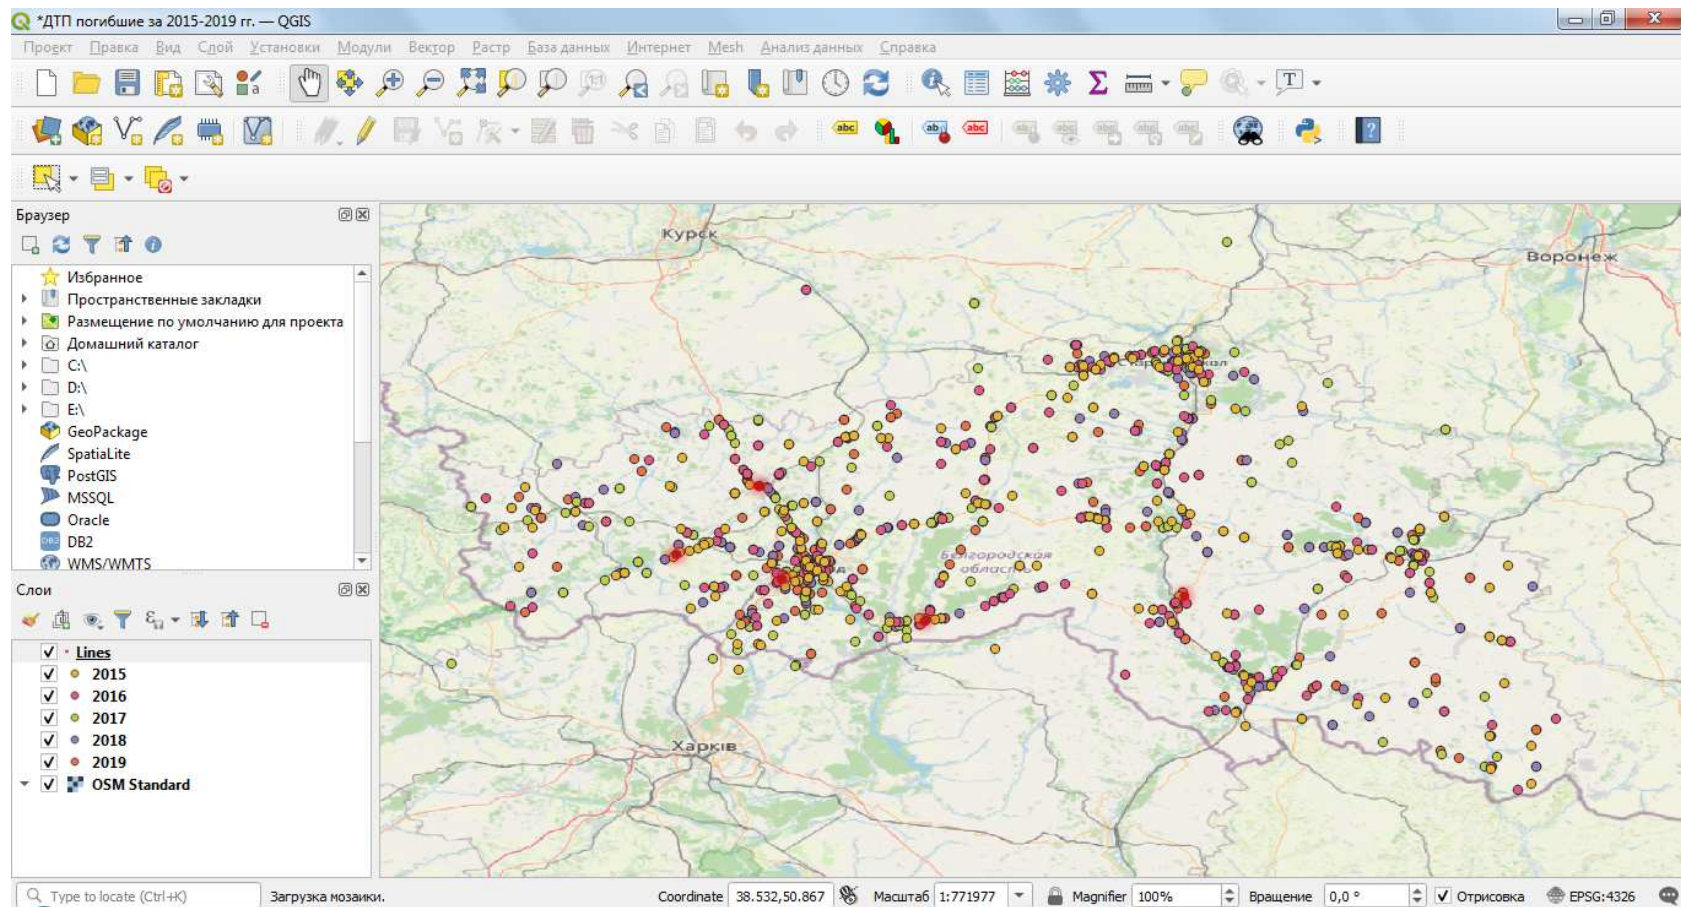 *ДТП погибшие за 2015-2019 гг. — QGIS
Проект Правка Вид Слой Установки Модули Вектор Растр База данных Интернет Mesh Анализ данных Справка
Браузер
Избранное
Пространственные закладки
Размещение по умолчанию для проекта
Домашний каталог
C:\
D:\
E:\
GeoPackage
SpatiaLite
PostGIS
MSSQL
Oracle
DB2
WMS/WMTS
Слои
Lines
2015
2016
2017
2018
2019
OSM Standard
Курск
Воронеж
Белгородская
область
Харків
Type to locate (Ctrl+K) Загрузка мозаики. Coordinate 38.532,50.867 Масштаб 1:771977 Magnifier 100% Вращение 0,0 ° Отрисовка EPSG:4326